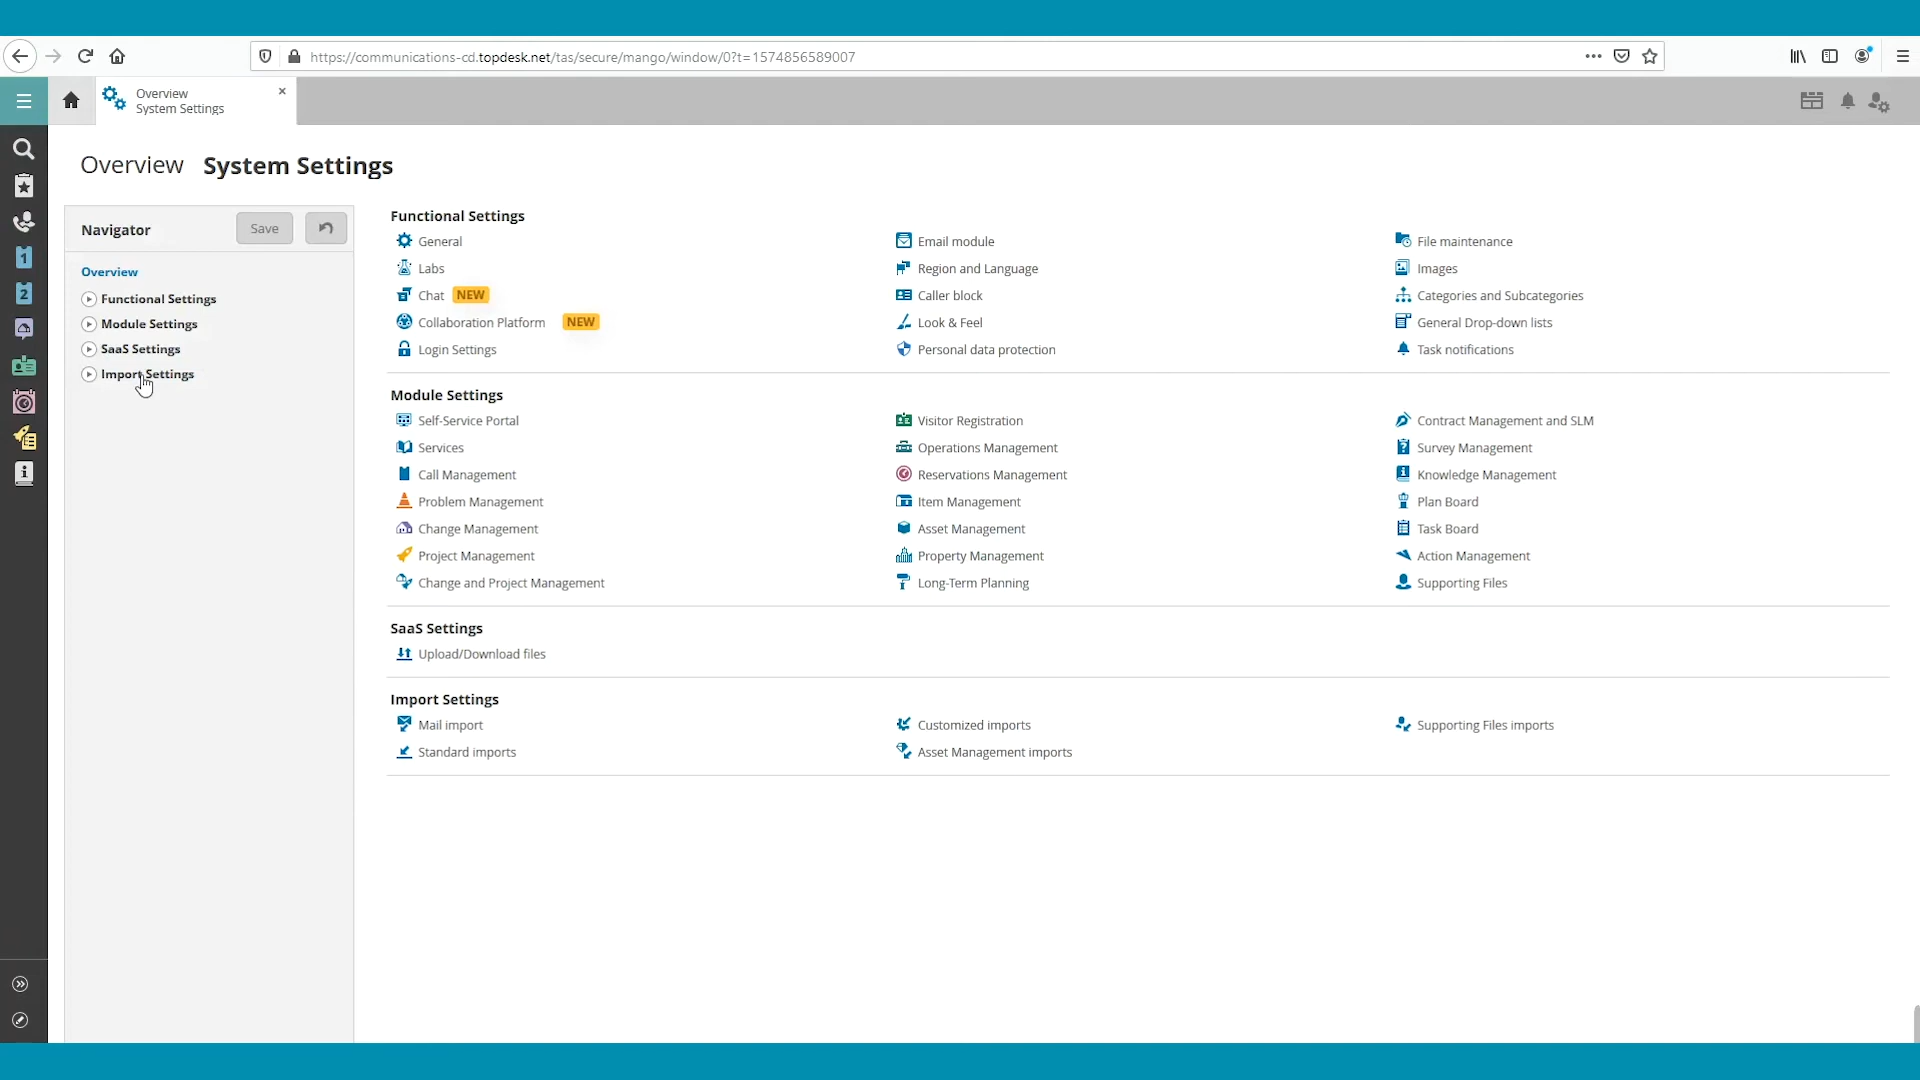 https://communications-cd.topdesk.net/tas/secure/mango/window/0?t=1574856589007
Overview
System Settings
Overview System Settings
Navigator
Save
Overview
Functional Settings
Module Settings
SaaS Settings
Import Settings
Functional Settings
General
Labs
Chat NEW
Collaboration Platform NEW
Login Settings
Email module
Region and Language
Caller block
Look & Feel
Personal data protection
File maintenance
Images
Categories and Subcategories
General Drop-down lists
Task notifications
Module Settings
Self-Service Portal
Services
Call Management
Problem Management
Change Management
Project Management
Change and Project Management
Visitor Registration
Operations Management
Reservations Management
Item Management
Asset Management
Property Management
Long-Term Planning
Contract Management and SLM
Survey Management
Knowledge Management
Plan Board
Task Board
Action Management
Supporting Files
SaaS Settings
Upload/Download files
Import Settings
Mail import
Standard imports
Customized imports
Asset Management imports
Supporting Files imports
1
2